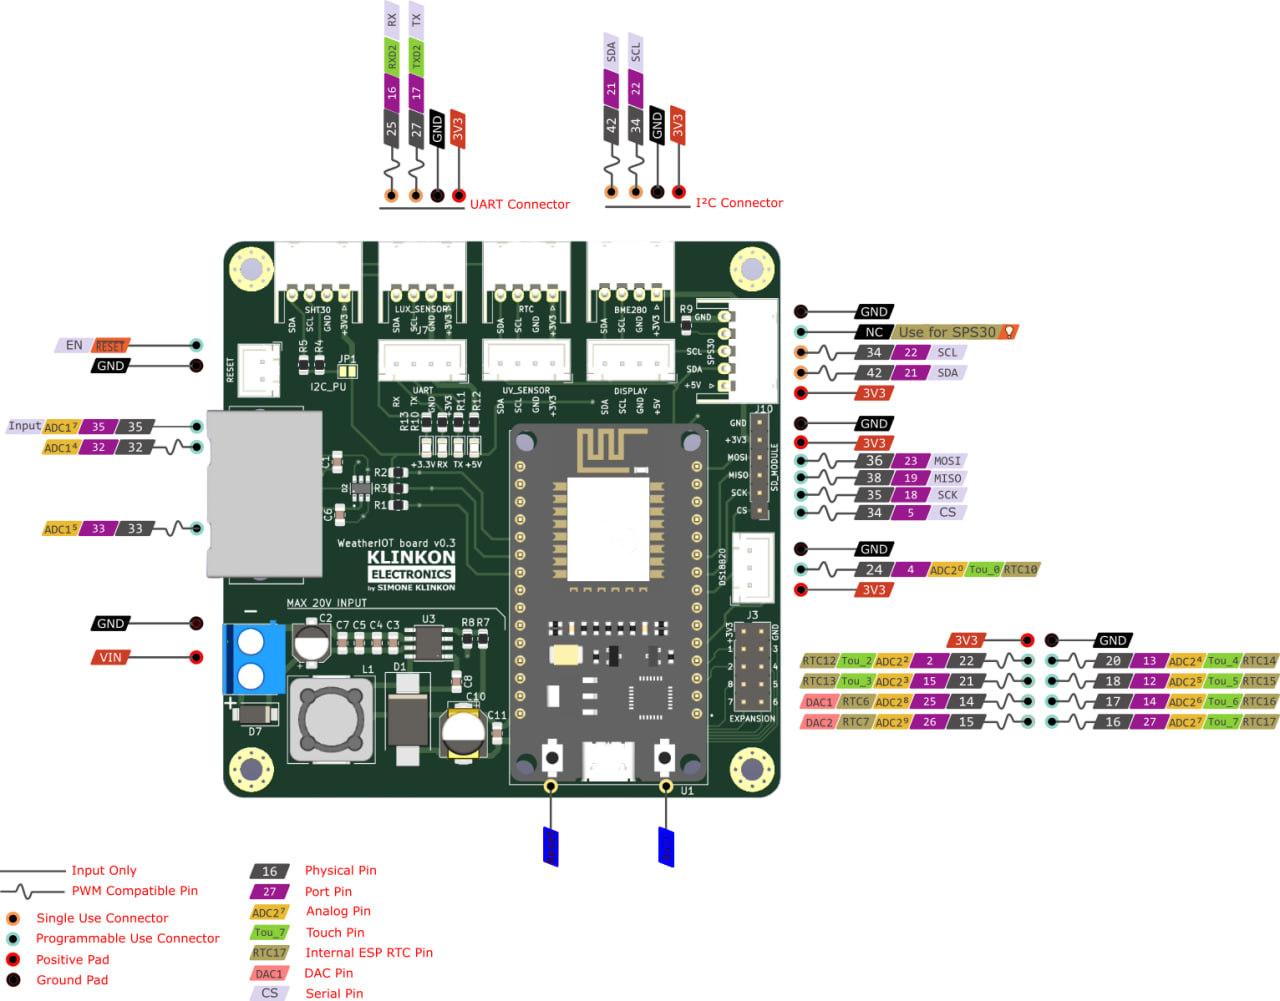 RX TX
RXD2 TXD2
16 17
25 27 GND 3V3
UART Connector
SDA SCL
21 22
42 34 GND 3V3
I²C Connector
SHT30
SDA SCL GND +3V3
LUX_SENSOR
SDA SCL GND +3V3
RTC
SDA SCL GND +3V3
BME280
SDA SCL GND +3V3
R9
GND
SCL
SDA
+5V
SPS30
J10
RESET
R5 R4
JP1
I2C_PU
UART
RX TX GND +3V3
UV_SENSOR
SDA SCL GND +3V3
DISPLAY
SDA SCL GND +5V
R13 R10 R11 R12
+3.3V RX TX +5V
EN RESET
GND
Input ADC1⁷ 35 35
ADC1⁴ 32 32
ADC1⁵ 33 33
GND
VIN
C1
D2
C6
R2
R3
R1
WeatherIOT board v0.3
KLINKON
ELECTRONICS
by SIMONE KLINKON
MAX 20V INPUT
−
+
C2
C7 C5 C4 C3
U3
R8 R7
L1
D1
C8
C10
C11
D7
U1
GND
+3V3
MOSI
MISO
SCK
CS
SD_MODULE
DS18B20
J3
+3V3 GND
1 3
2 4
8 5
7 6
EXPANSION
GND
NC Use for SPS30
34 22 SCL
42 21 SDA
3V3
GND
3V3
36 23 MOSI
38 19 MISO
35 18 SCK
34 5 CS
GND
24 4 ADC2⁰ Tou_0 RTC10
3V3
3V3 GND
RTC12 Tou_2 ADC2² 2 22 20 13 ADC2⁴ Tou_4 RTC14
RTC13 Tou_3 ADC2³ 15 21 18 12 ADC2⁵ Tou_5 RTC15
DAC1 RTC6 ADC2⁸ 25 14 17 14 ADC2⁶ Tou_6 RTC16
DAC2 RTC7 ADC2⁹ 26 15 16 27 ADC2⁷ Tou_7 RTC17
Input Only
PWM Compatible Pin
Single Use Connector
Programmable Use Connector
Positive Pad
Ground Pad
16 Physical Pin
27 Port Pin
ADC2⁷ Analog Pin
Tou_7 Touch Pin
RTC17 Internal ESP RTC Pin
DAC1 DAC Pin
CS Serial Pin